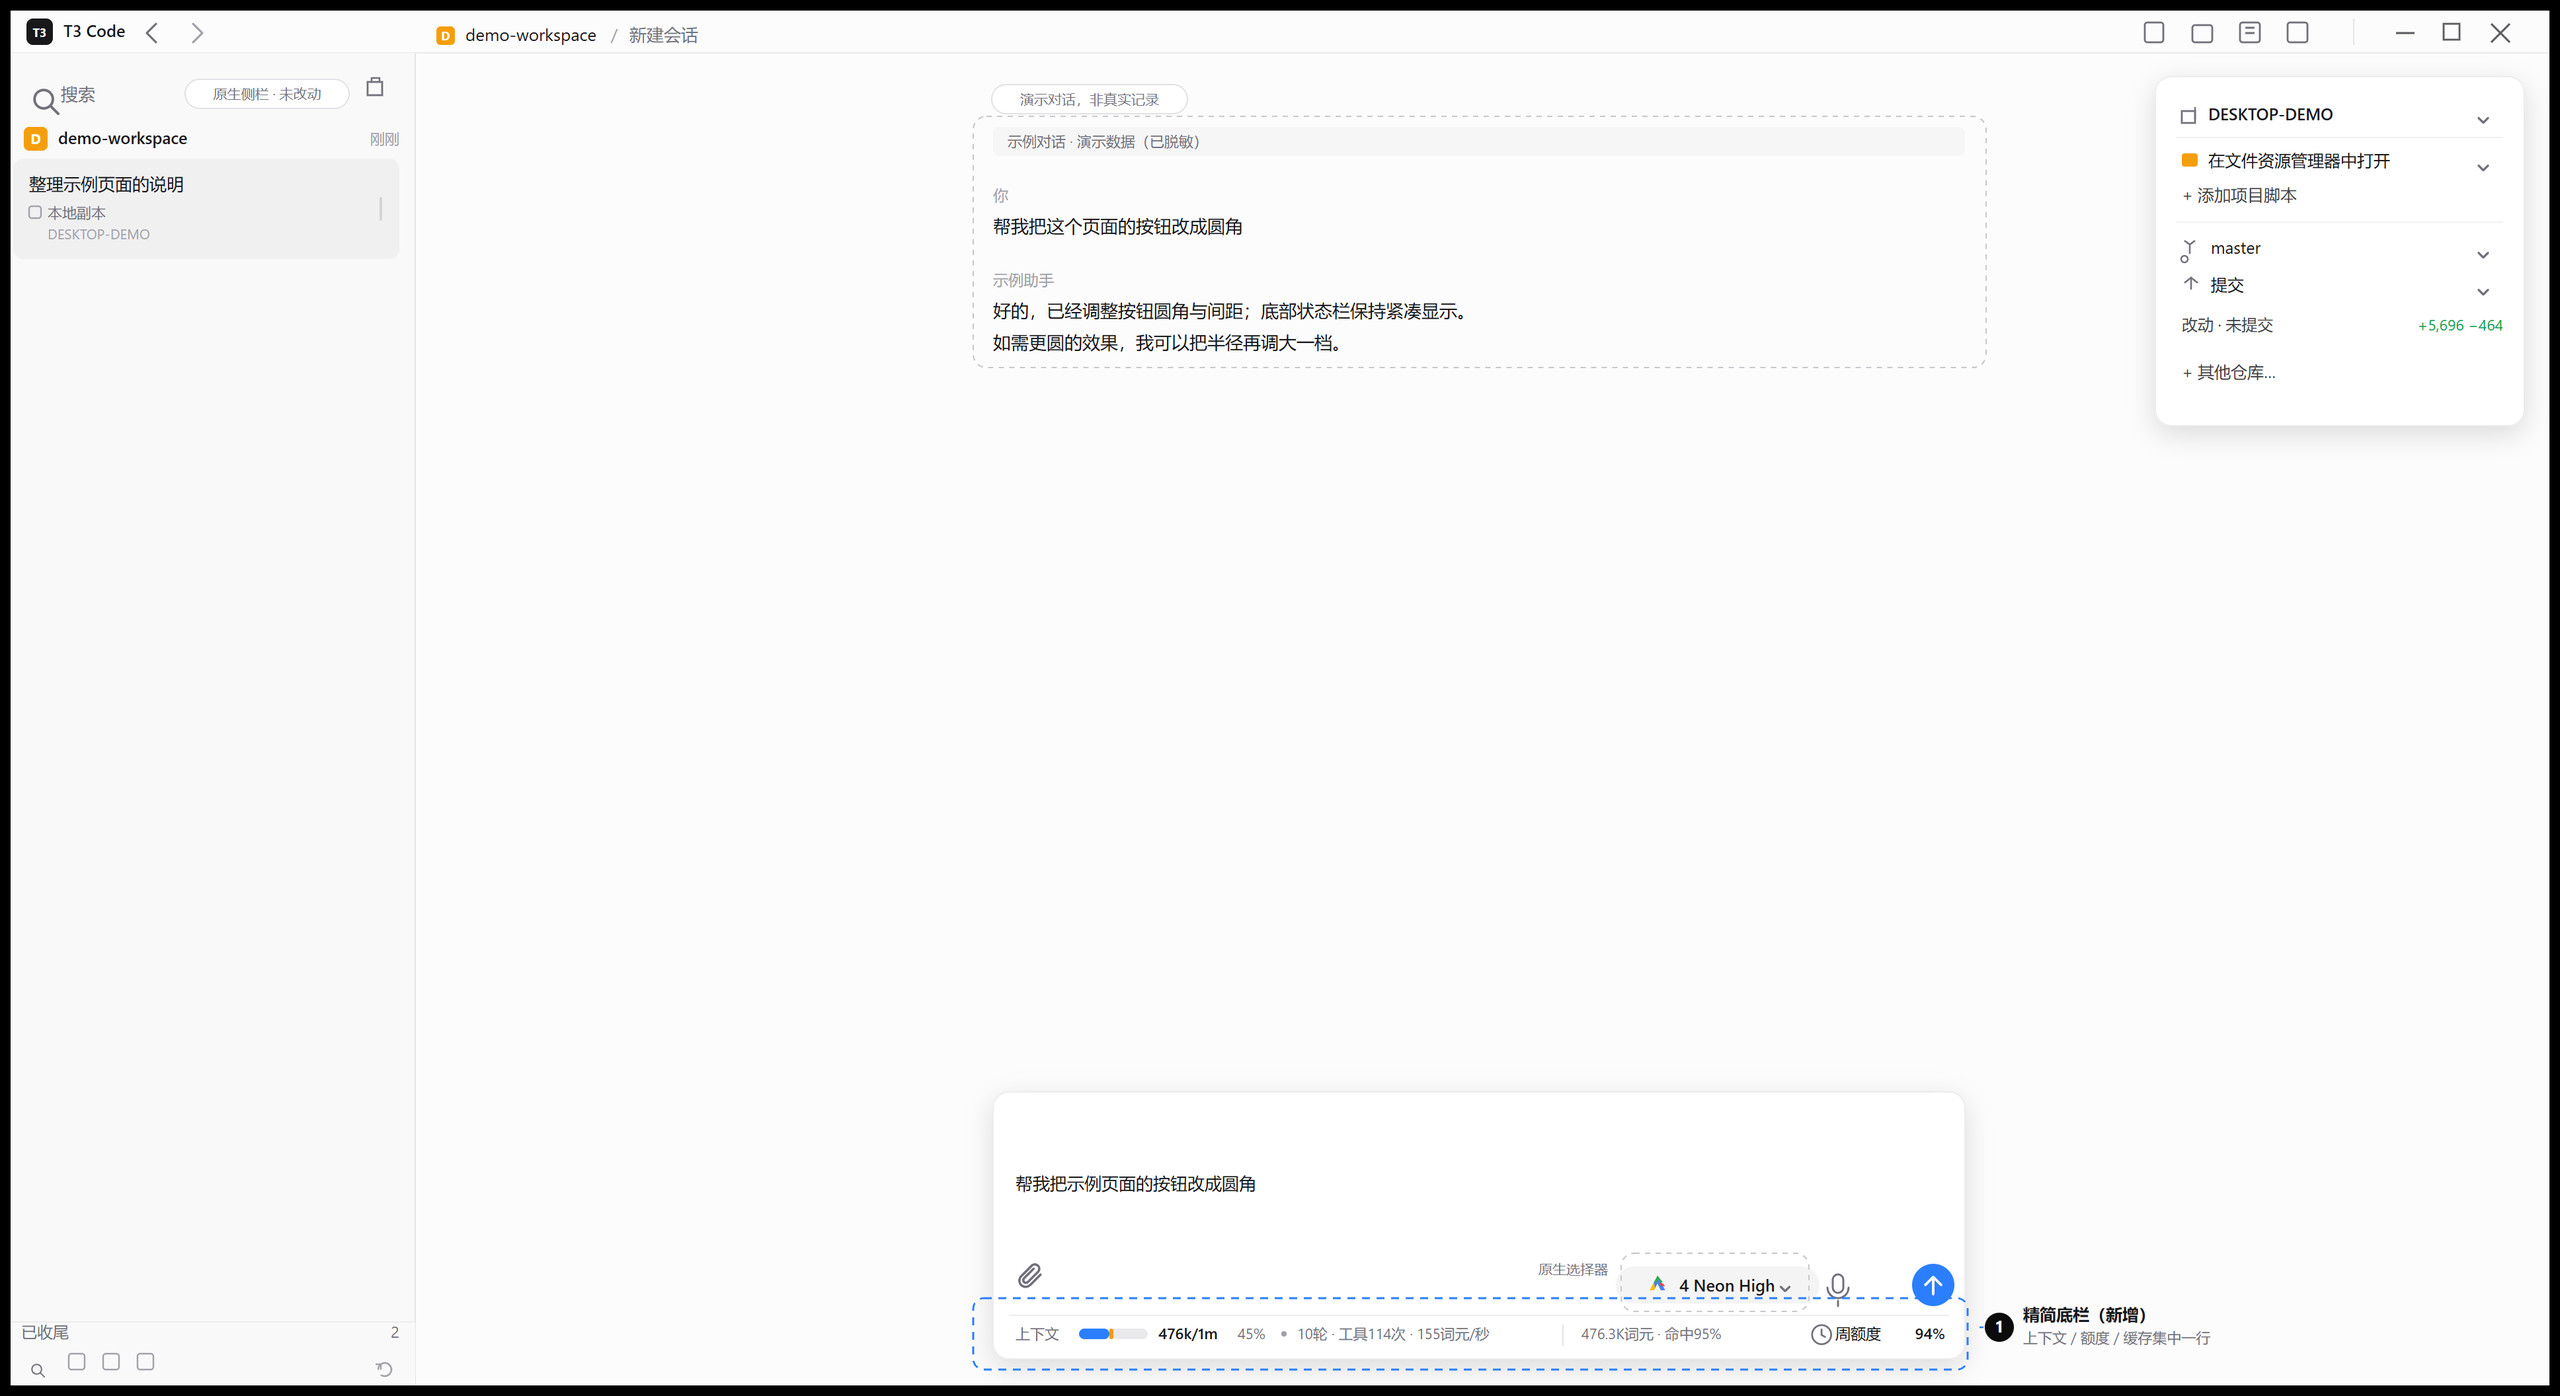 T3 T3 Code
D demo-workspace / 新建会话
搜索
原生侧栏 · 未改动
D demo-workspace 刚刚
整理示例页面的说明
本地副本
DESKTOP-DEMO
已收尾 2
演示对话，非真实记录
示例对话 · 演示数据（已脱敏）
你
帮我把这个页面的按钮改成圆角
示例助手
好的，已经调整按钮圆角与间距；底部状态栏保持紧凑显示。
如需更圆的效果，我可以把半径再调大一档。
DESKTOP-DEMO
在文件资源管理器中打开
+ 添加项目脚本
master
提交
改动 · 未提交 +5,696 −464
+ 其他仓库...
帮我把示例页面的按钮改成圆角
原生选择器
4 Neon High
上下文 476k/1m 45% • 10轮 · 工具114次 · 155词元/秒 476.3K词元 · 命中95% 周额度 94%
1 精简底栏（新增）
上下文 / 额度 / 缓存集中一行